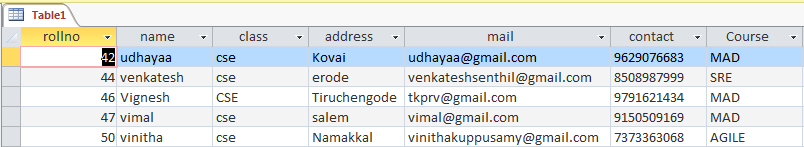 Table1
rollno name class address mail contact Course
42 udhayaa cse Kovai udhayaa@gmail.com 9629076683 MAD
44 venkatesh cse erode venkateshsenthil@gmail.com 8508987999 SRE
46 Vignesh CSE Tiruchengode tkprv@gmail.com 9791621434 MAD
47 vimal cse salem vimal@gmail.com 9150509169 MAD
50 vinitha cse Namakkal vinithakuppusamy@gmail.com 7373363068 AGILE